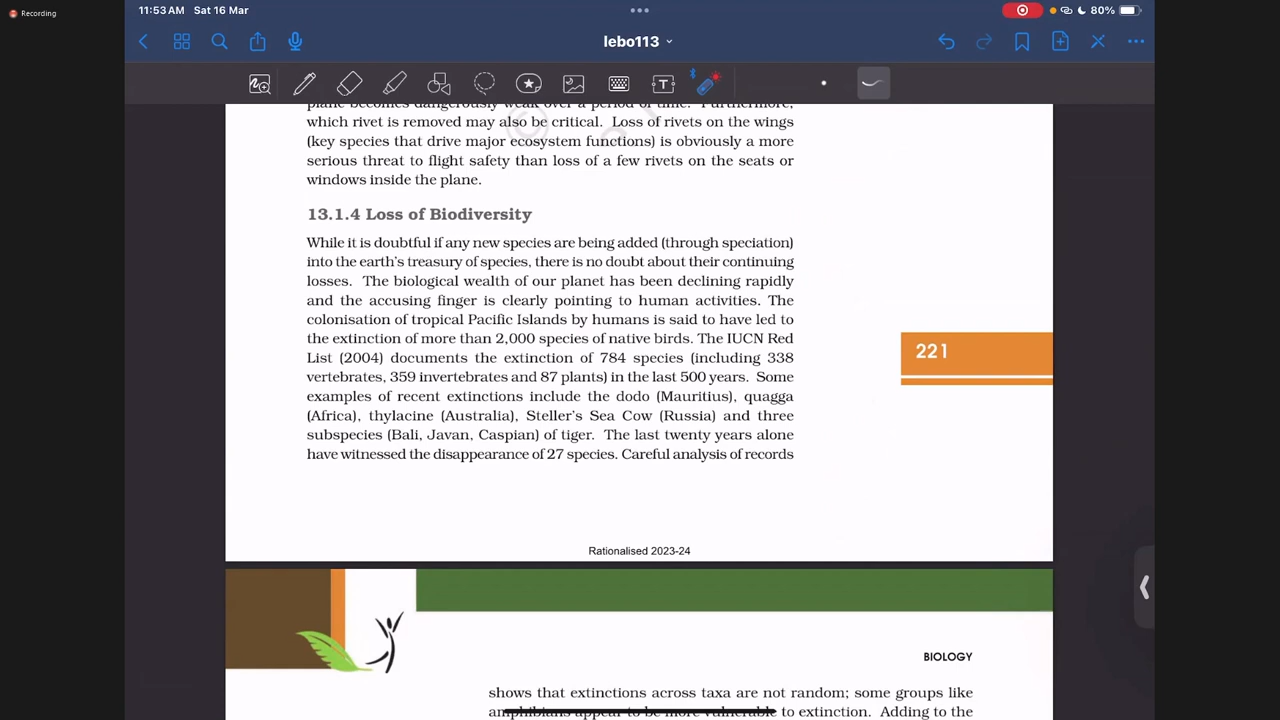 Recording
11:53 AM Sat 16 Mar
80%
lebo113
plane becomes dangerously weak over a period of time. Furthermore,
which rivet is removed may also be critical. Loss of rivets on the wings
(key species that drive major ecosystem functions) is obviously a more
serious threat to flight safety than loss of a few rivets on the seats or
windows inside the plane.
13.1.4 Loss of Biodiversity
While it is doubtful if any new species are being added (through speciation)
into the earth's treasury of species, there is no doubt about their continuing
losses. The biological wealth of our planet has been declining rapidly
and the accusing finger is clearly pointing to human activities. The
colonisation of tropical Pacific Islands by humans is said to have led to
the extinction of more than 2,000 species of native birds. The IUCN Red
List (2004) documents the extinction of 784 species (including 338
vertebrates, 359 invertebrates and 87 plants) in the last 500 years. Some
examples of recent extinctions include the dodo (Mauritius), quagga
(Africa), thylacine (Australia), Steller's Sea Cow (Russia) and three
subspecies (Bali, Javan, Caspian) of tiger. The last twenty years alone
have witnessed the disappearance of 27 species. Careful analysis of records
221
Rationalised 2023-24
BIOLOGY
shows that extinctions across taxa are not random; some groups like
amphibians appear to be more vulnerable to extinction. Adding to the